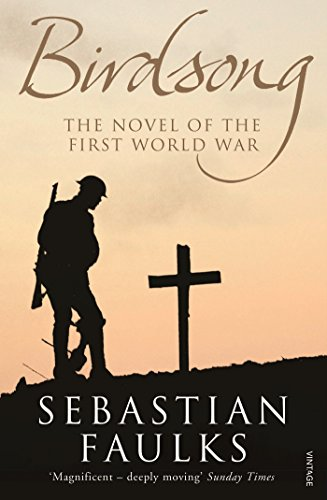 Birdsong
THE NOVEL OF THE
FIRST WORLD WAR
SEBASTIAN
FAULKS
‘Magnificent – deeply moving’ Sunday Times
VINTAGE